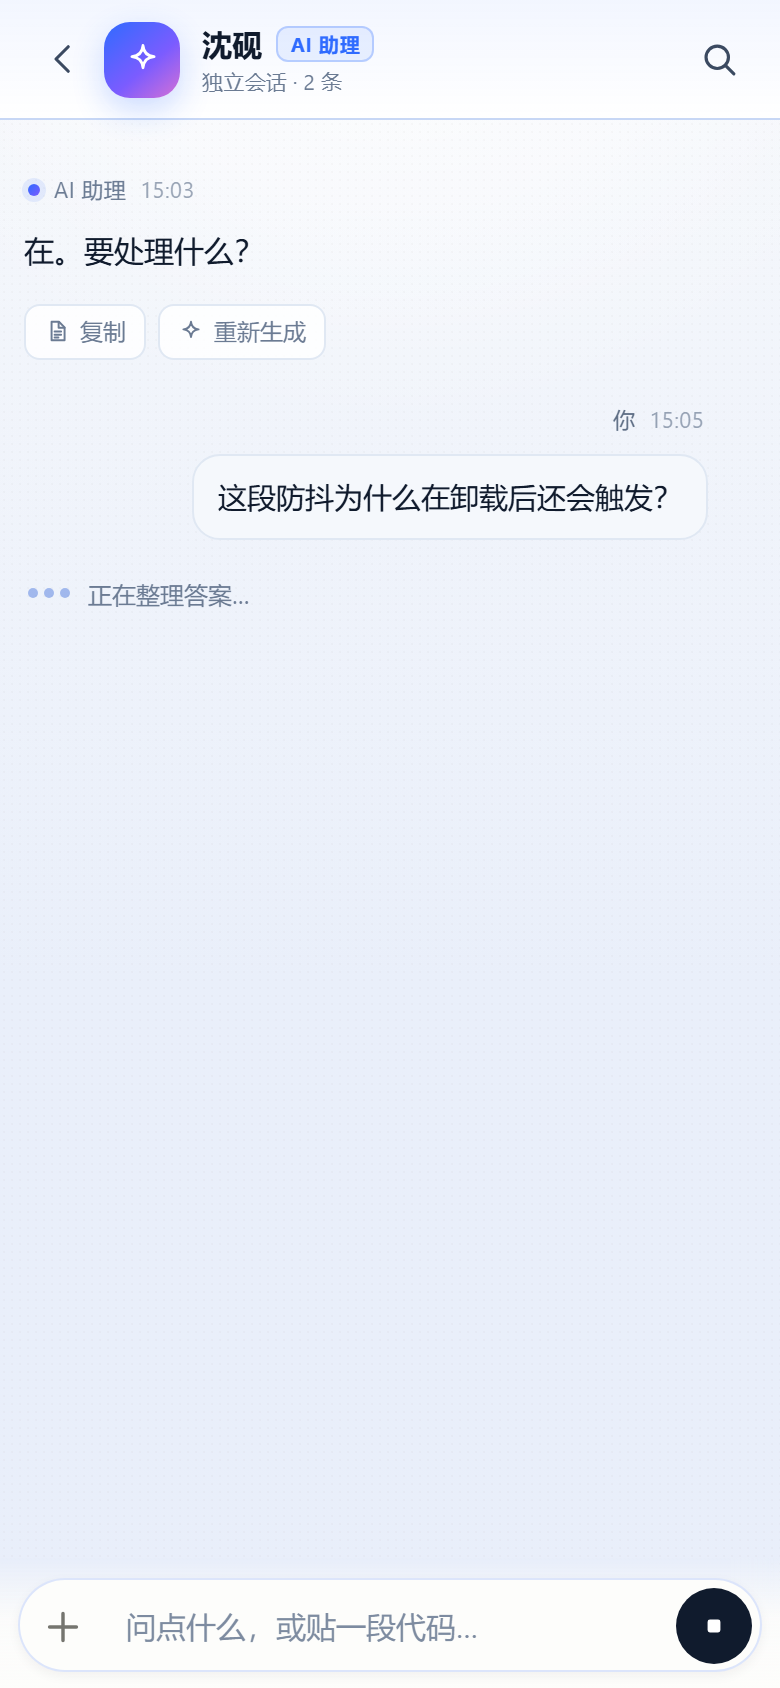 沈砚 AI 助理
独立会话 · 2 条
AI 助理 15:03
在。要处理什么？
复制 重新生成
你 15:05
这段防抖为什么在卸载后还会触发？
正在整理答案...
问点什么，或贴一段代码...